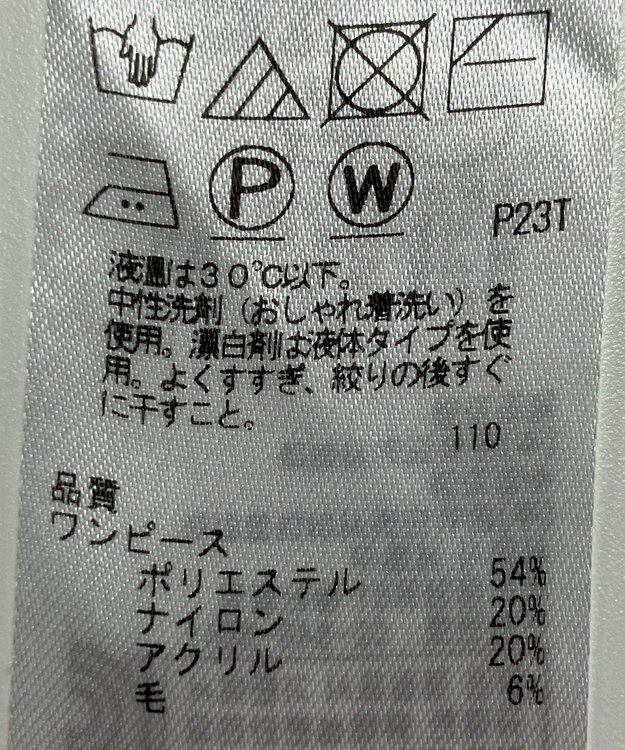 P
W
P23T
液温は30℃以下。
中性洗剤（おしゃれ着洗い）を
使用。漂白剤は液体タイプを使
用。よくすすぎ、絞りの後すぐ
に干すこと。
110
品質
ワンピース
ポリエステル 54%
ナイロン 20%
アクリル 20%
毛 6%